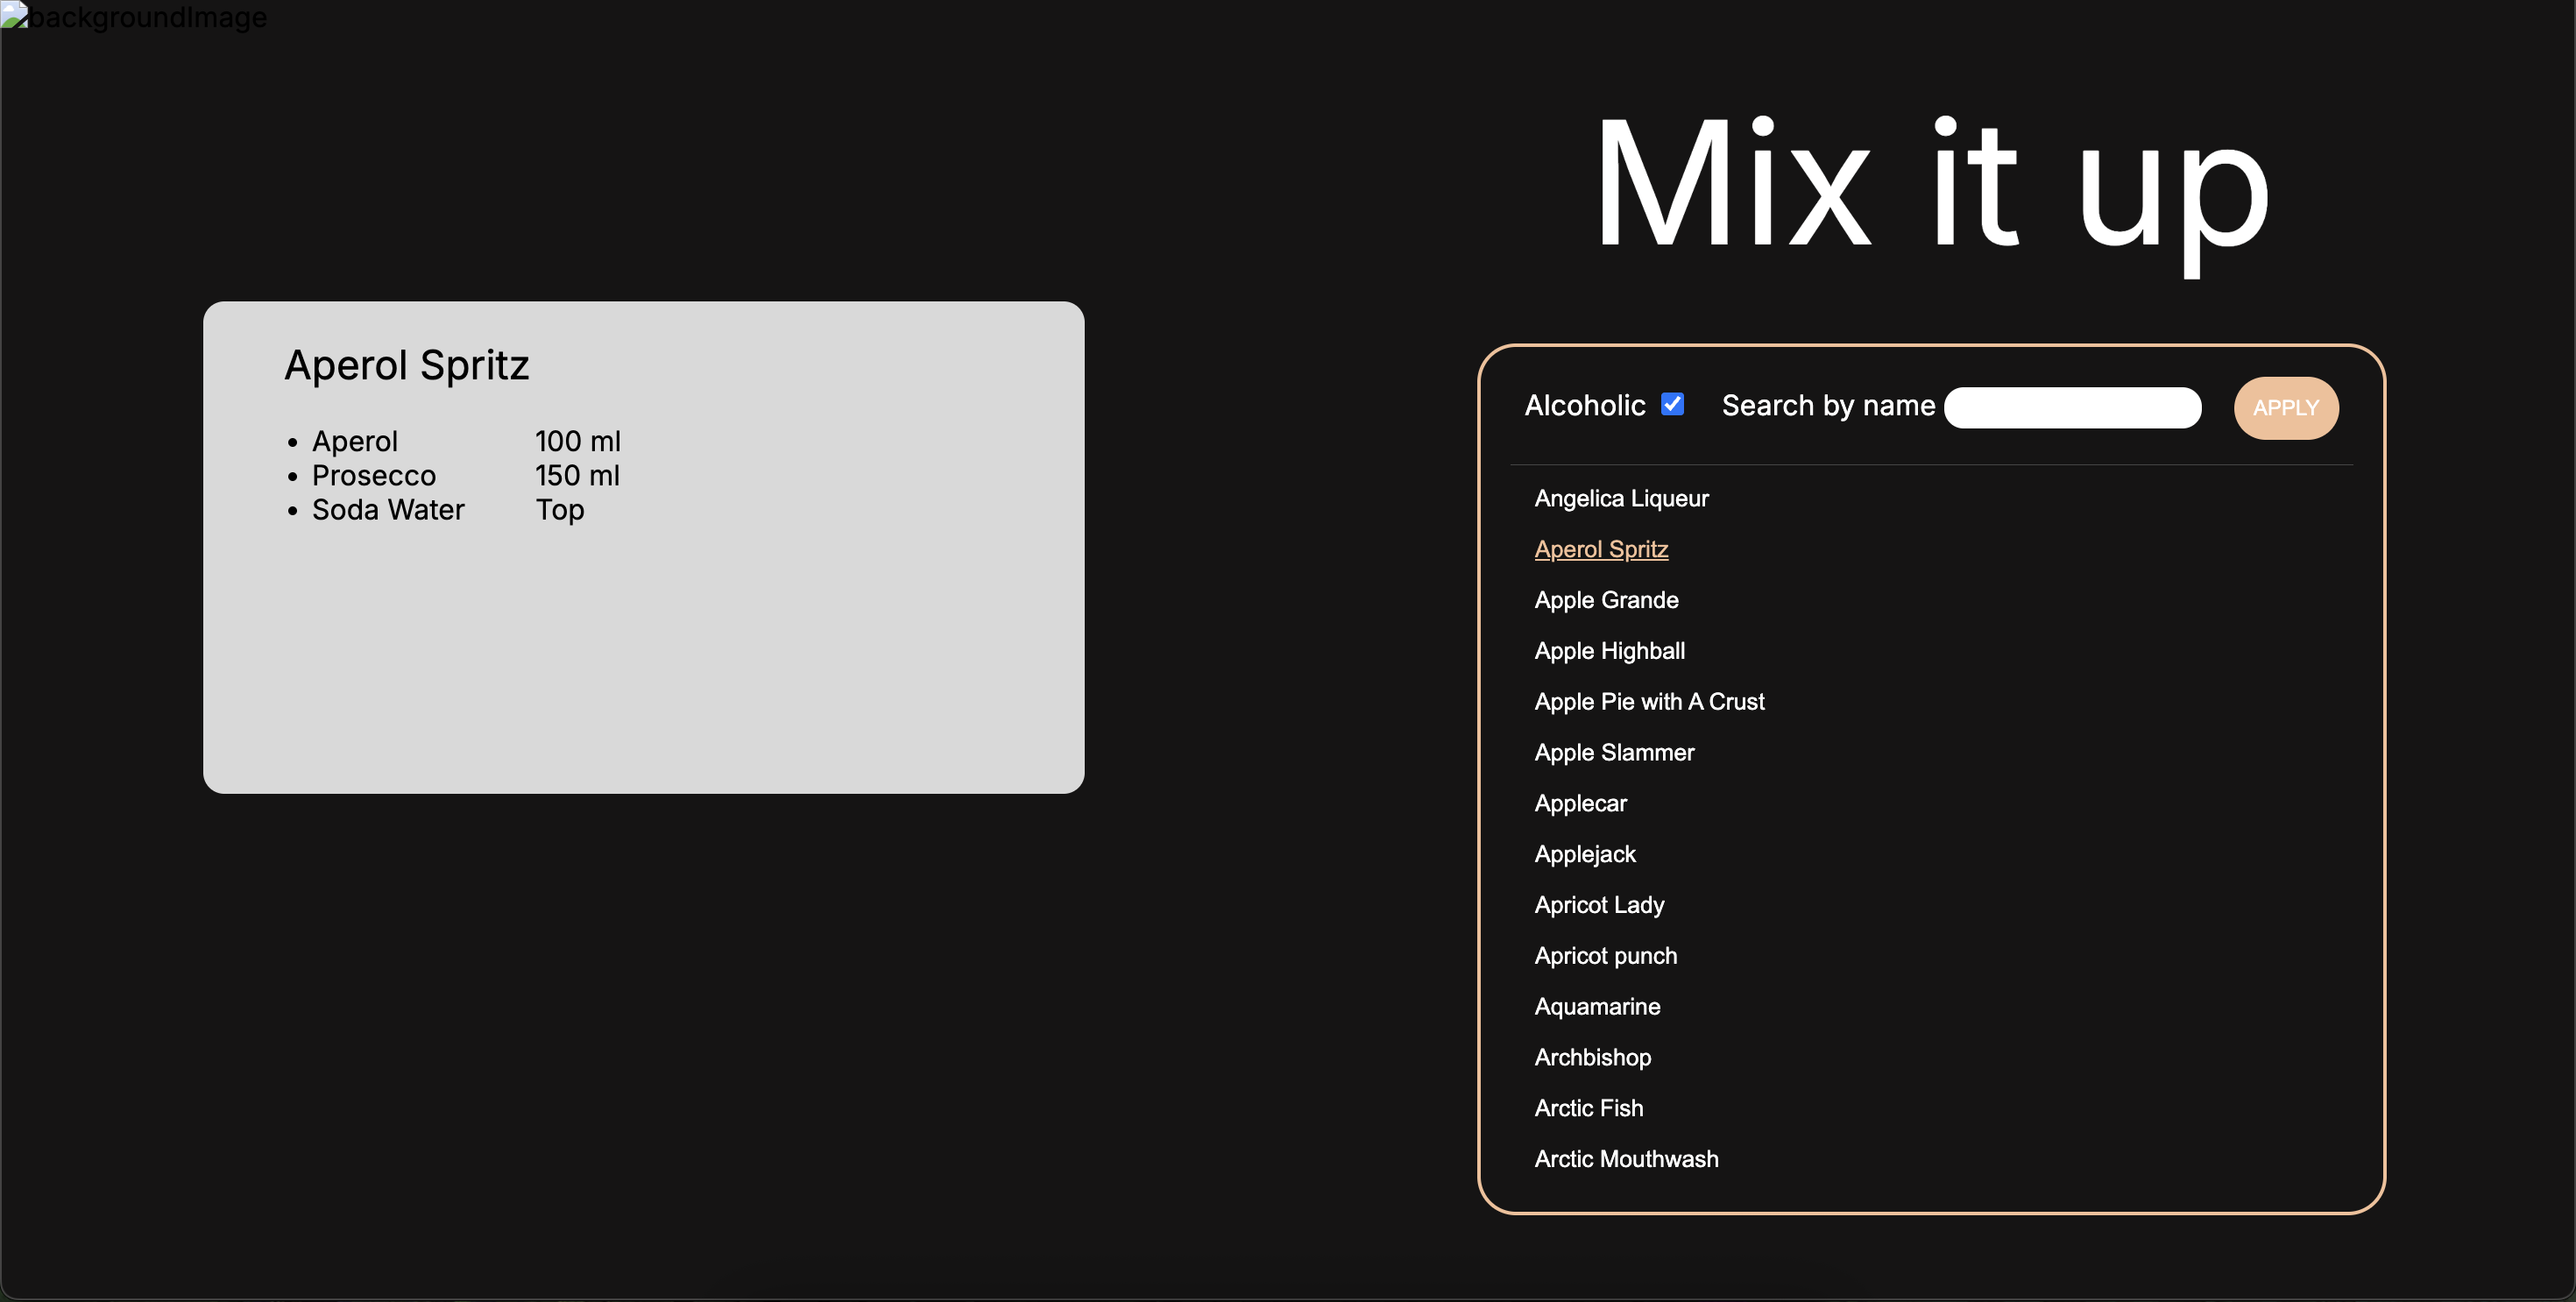 backgroundImage
Mix it up
Aperol Spritz
• Aperol 100 ml
• Prosecco 150 ml
• Soda Water Top
Alcoholic Search by name APPLY
Angelica Liqueur
Aperol Spritz
Apple Grande
Apple Highball
Apple Pie with A Crust
Apple Slammer
Applecar
Applejack
Apricot Lady
Apricot punch
Aquamarine
Archbishop
Arctic Fish
Arctic Mouthwash